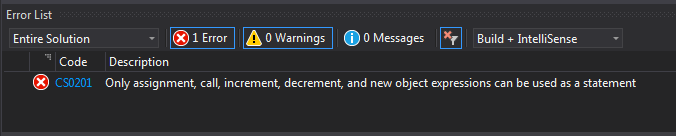 Error List
Entire Solution 1 Error 0 Warnings 0 Messages Build + IntelliSense
Code Description
CS0201 Only assignment, call, increment, decrement, and new object expressions can be used as a statement